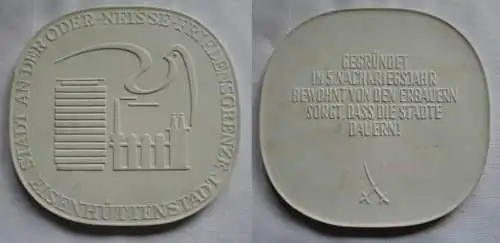 STADT AN DER ODER-NEISSE-FRIEDENSGRENZE
EISENHÜTTENSTADT
GEGRÜNDET
IM 5. NACHKRIEGSJAHR
BEWOHNT VON DEN ERBAUERN
SORGT, DASS DIE STÄDTE
DAUERN!